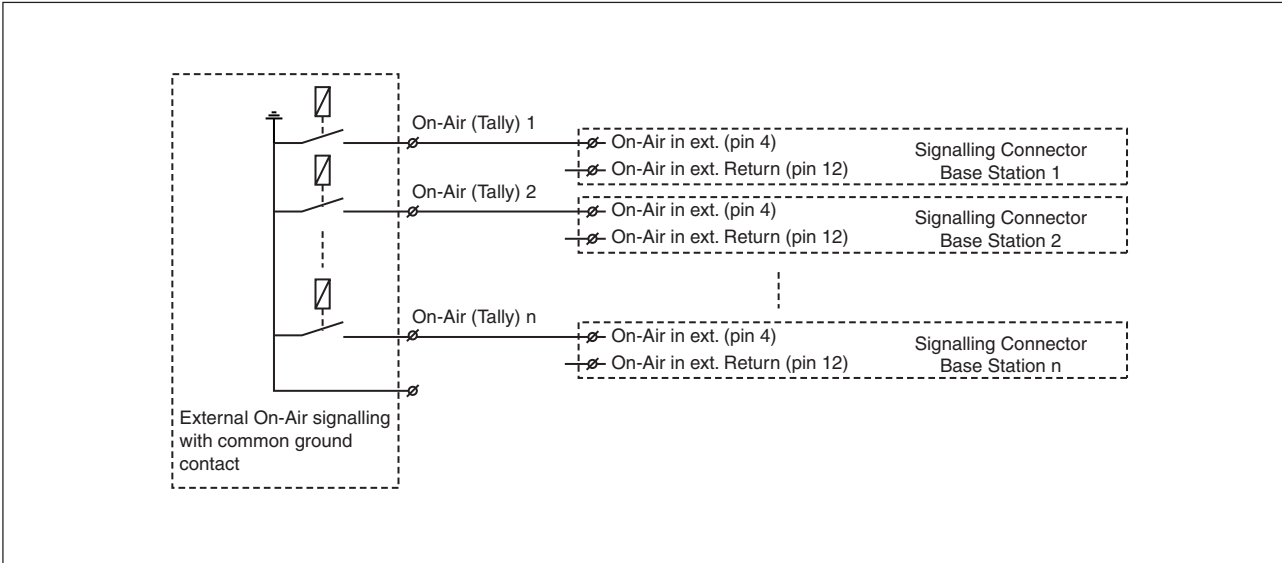 On-Air (Tally) 1
On-Air in ext. (pin 4)
On-Air in ext. Return (pin 12)
Signalling Connector
Base Station 1
On-Air (Tally) 2
On-Air in ext. (pin 4)
On-Air in ext. Return (pin 12)
Signalling Connector
Base Station 2
On-Air (Tally) n
On-Air in ext. (pin 4)
On-Air in ext. Return (pin 12)
Signalling Connector
Base Station n
External On-Air signalling
with common ground
contact